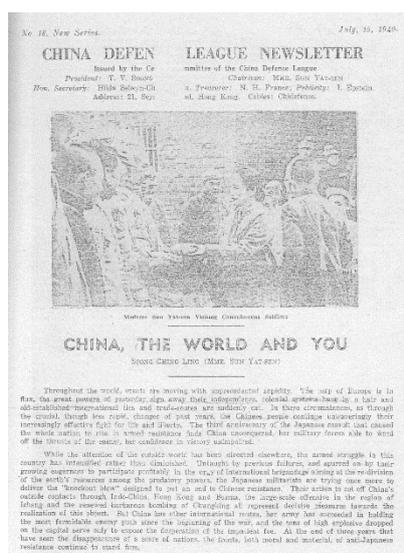 No 18, New Series. July, 15, 1940.
CHINA DEFEN LEAGUE NEWSLETTER
Issued by the Ce mmittee of the China Defence League
President: T. V. Chairman: MME. SUN YAT-SEN
Hon. Secretary: Hilda Selwyn-Cl Treasurer: N. H. France; Publicity: I. Epstein.
Address: 21, Sey Hong Kong. Cables: Chidefence.
Madame Sun Yat-sen Visiting Convalescent Soldiers
CHINA, THE WORLD AND YOU
SOONG CHING LING (MME. SUN YAT-SEN)
Throughout the world, events are moving with unprecedented rapidity. The map of Europe is in
flux, the great powers of yesterday sign away their independence, colonial systems hang by a hair and
old-established international ties and trade-routes are suddenly cut. In these circumstances, as through
the crucial, though less rapid, changes of past years, the Chinese people continue unwaveringly their
increasingly effective fight for life and liberty. The third anniversary of the Japanese assault that caused
the whole nation to rise in armed resistance finds China unconquered, her military forces able to ward
off the thrusts of the enemy, her confidence in victory unimpaired.
While the attention of the outside world has been directed elsewhere, the armed struggle in this
country has intensified rather than diminished. Untaught by previous failures, and spurred on by their
growing eagerness to participate profitably in the orgy of international brigandage aiming at the re-division
of the earth's resources among the predatory powers, the Japanese militarists are trying once more to
deliver the "knockout blow" designed to put an end to Chinese resistance. Their action to cut off China's
outside contacts through Indo-China, Hong Kong and Burma, the large-scale offensive in the region of
Ichang and the renewed barbarous bombing of Chungking all represent decisive measures towards the
realization of this object. But China has other international routes, her army has succeeded in holding
the most formidable enemy push since the beginning of the war, and the tons of high explosive dropped
on the capital serve only to expose the desperation of the impotent foe. At the end of three years that
have seen the disappearance of a score of nations, the fronts, both moral and material, of anti-Japanese
resistance continue to stand firm.